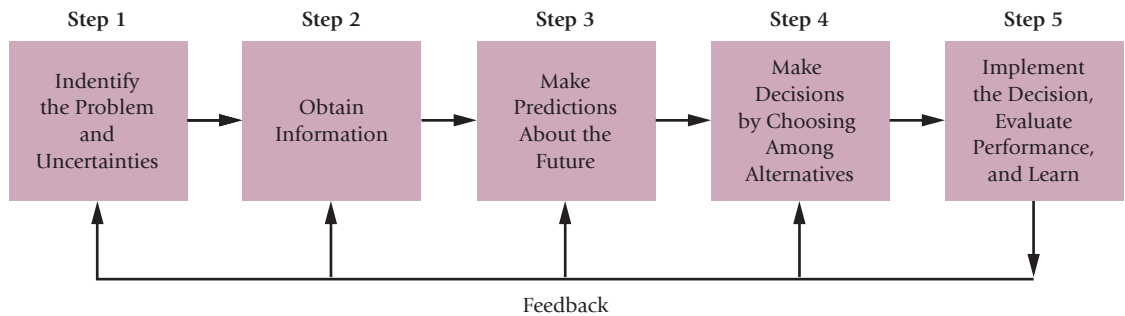 Step 1
Indentify
the Problem
and
Uncertainties
Step 2
Obtain
Information
Step 3
Make
Predictions
About the
Future
Step 4
Make
Decisions
by Choosing
Among
Alternatives
Step 5
Implement
the Decision,
Evaluate
Performance,
and Learn
Feedback